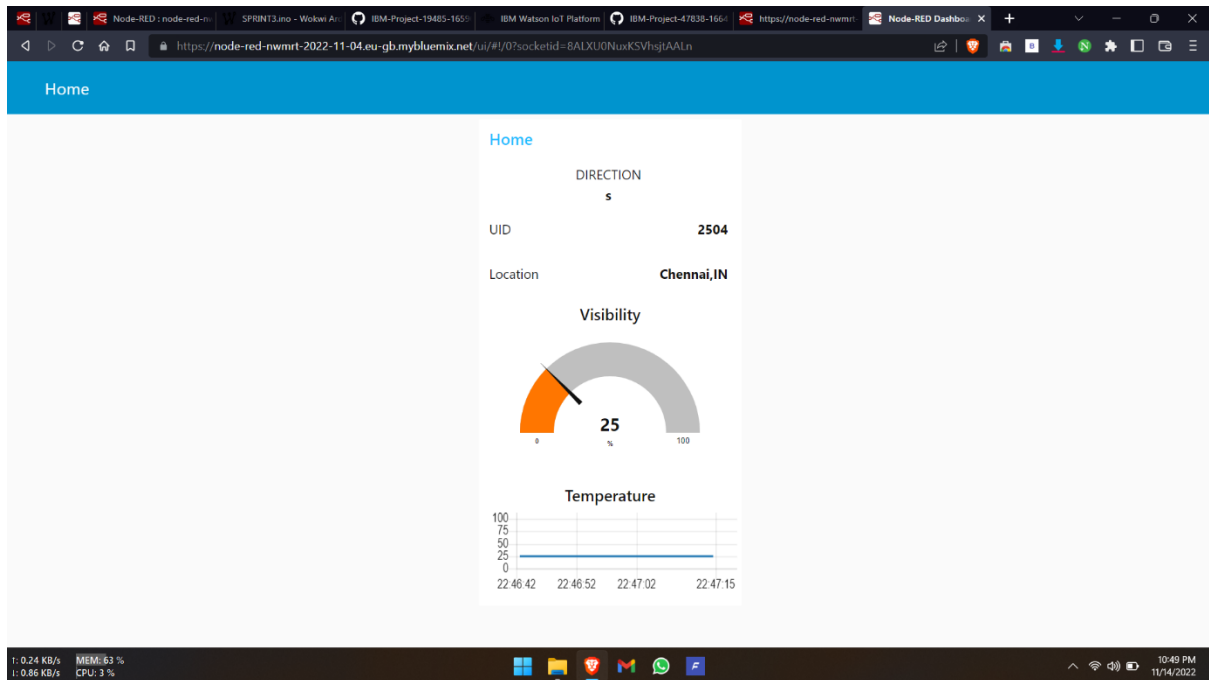 Node-RED : node-red-nw
SPRINT3.ino - Wokwi Ard
IBM-Project-19485-1659
IBM Watson IoT Platform
IBM-Project-47838-1664
https://node-red-nwmrt-
Node-RED Dashboa
https://node-red-nwmrt-2022-11-04.eu-gb.mybluemix.net/ui/#!/0?socketid=8ALXU0NuxKSVhsjtAALn
Home
Home
DIRECTION
s
UID 2504
Location Chennai,IN
Visibility
25
0 % 100
Temperature
100
75
50
25
0
22:46:42 22:46:52 22:47:02 22:47:15
: 0.24 KB/s MEM: 63 %
: 0.86 KB/s CPU: 3 %
10:49 PM
11/14/2022